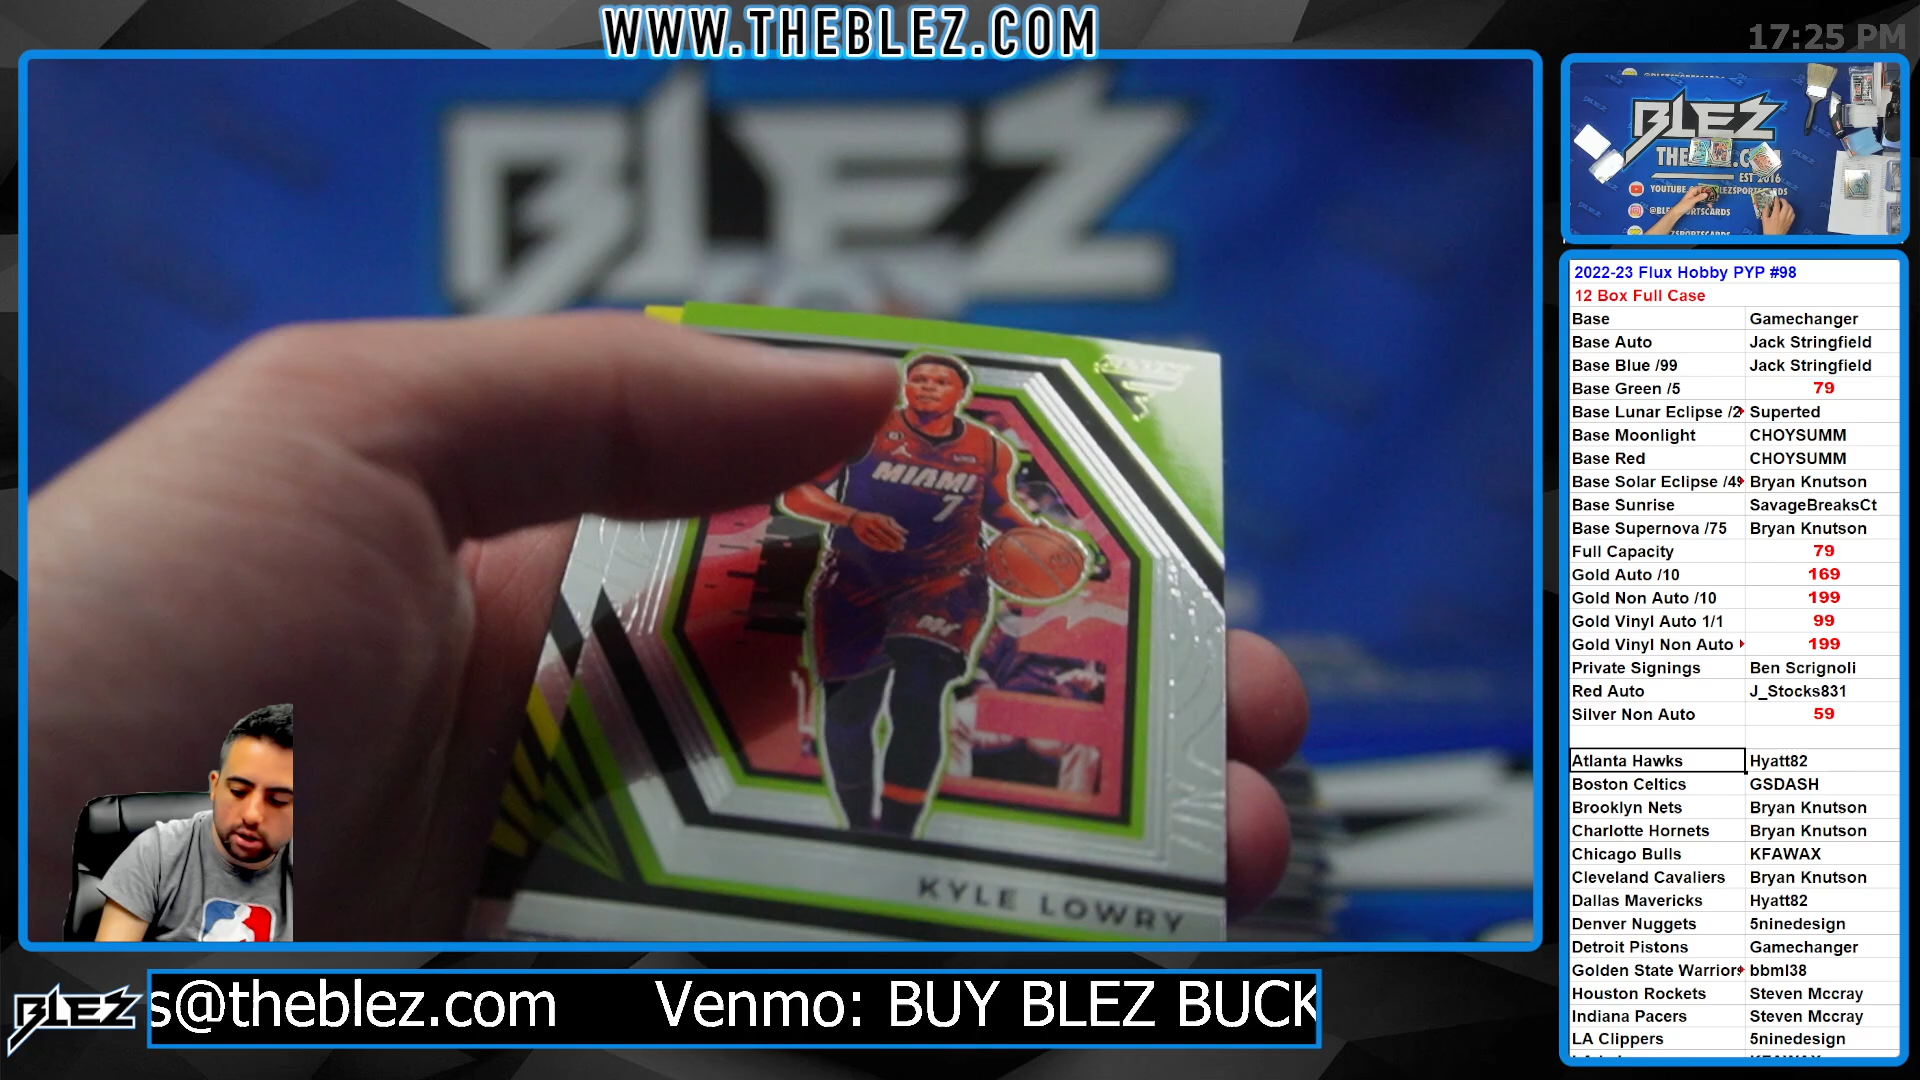 WWW.THEBLEZ.COM
17:25 PM
BLEZ
MIAMI
7
KYLE LOWRY
BLEZ
EST 2016
2022-23 Flux Hobby PYP #98
12 Box Full Case
Base Gamechanger
Base Auto Jack Stringfield
Base Blue /99 Jack Stringfield
Base Green /5 79
Base Lunar Eclipse /2 Superted
Base Moonlight CHOYSUMM
Base Red CHOYSUMM
Base Solar Eclipse /49 Bryan Knutson
Base Sunrise SavageBreaksCt
Base Supernova /75 Bryan Knutson
Full Capacity 79
Gold Auto /10 169
Gold Non Auto /10 199
Gold Vinyl Auto 1/1 99
Gold Vinyl Non Auto 199
Private Signings Ben Scrignoli
Red Auto J_Stocks831
Silver Non Auto 59
Atlanta Hawks Hyatt82
Boston Celtics GSDASH
Brooklyn Nets Bryan Knutson
Charlotte Hornets Bryan Knutson
Chicago Bulls KFAWAX
Cleveland Cavaliers Bryan Knutson
Dallas Mavericks Hyatt82
Denver Nuggets 5ninedesign
Detroit Pistons Gamechanger
Golden State Warriors bbml38
Houston Rockets Steven Mccray
Indiana Pacers Steven Mccray
LA Clippers 5ninedesign
BLEZ
s@theblez.com Venmo: BUY BLEZ BUCK